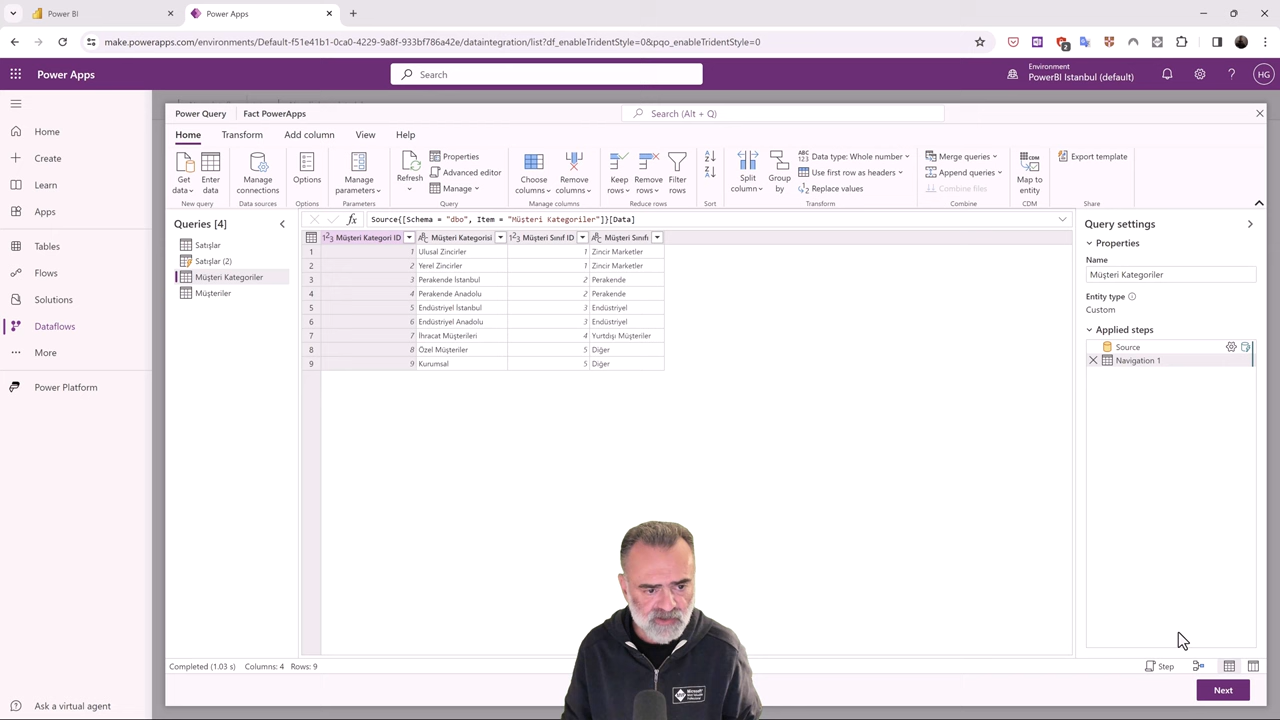 Power BI
Power Apps
make.powerapps.com/environments/Default-f51e41b1-0ca0-4229-9a8f-933bf786a42e/dataintegration/list?df_enableTridentStyle=0&pqo_enableTridentStyle=0
Power Apps
Search
Environment
PowerBI Istanbul (default)
HG
Home
Create
Learn
Apps
Tables
Flows
Solutions
Dataflows
More
Power Platform
Ask a virtual agent
Power Query
Fact PowerApps
Search (Alt + Q)
Home
Transform
Add column
View
Help
Get data
Enter data
New query
Manage connections
Data sources
Options
Options
Manage parameters
Parameters
Refresh
Properties
Advanced editor
Manage
Query
Choose columns
Remove columns
Manage columns
Keep rows
Remove rows
Filter rows
Reduce rows
Sort
Split column
Group by
Data type: Whole number
Use first row as headers
Replace values
Transform
Merge queries
Append queries
Combine files
Combine
Map to entity
CDM
Export template
Share
Queries [4]
Satışlar
Satışlar (2)
Müşteri Kategoriler
Müşteriler
Source{[Schema = "dbo", Item = "Müşteri Kategoriler"]}[Data]
Müşteri Kategori ID Müşteri Kategorisi Müşteri Sınıf ID Müşteri Sınıfı
1 1 Ulusal Zincirler 1 Zincir Marketler
2 2 Yerel Zincirler 1 Zincir Marketler
3 3 Perakende İstanbul 2 Perakende
4 4 Perakende Anadolu 2 Perakende
5 5 Endüstriyel İstanbul 3 Endüstriyel
6 6 Endüstriyel Anadolu 3 Endüstriyel
7 7 İhracat Müşterileri 4 Yurtdışı Müşteriler
8 8 Özel Müşteriler 5 Diğer
9 9 Kurumsal 5 Diğer
Query settings
Properties
Name
Müşteri Kategoriler
Entity type
Custom
Applied steps
Source
Navigation 1
Completed (1.03 s) Columns: 4 Rows: 9
Step
Next